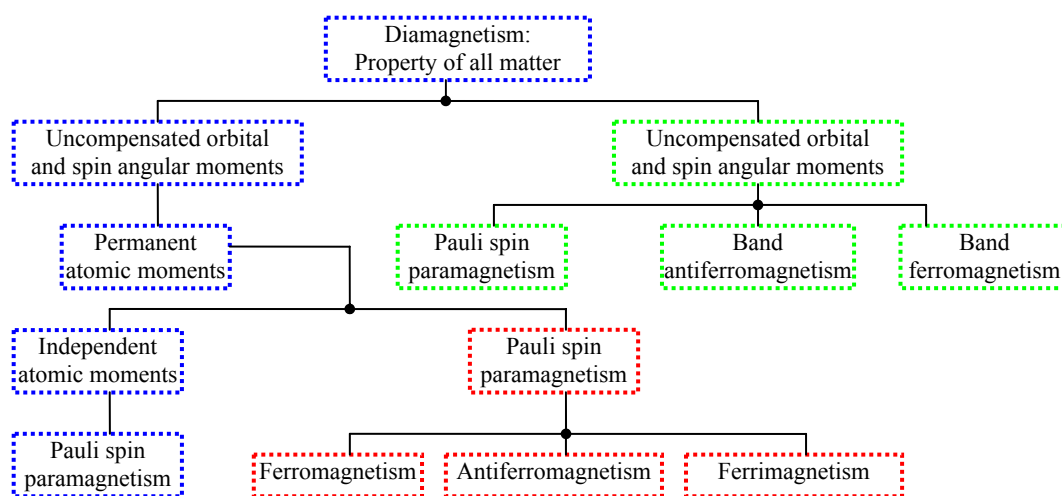 Diamagnetism:
Property of all matter
Uncompensated orbital
and spin angular moments
Uncompensated orbital
and spin angular moments
Permanent
atomic moments
Pauli spin
paramagnetism
Band
antiferromagnetism
Band
ferromagnetism
Independent
atomic moments
Pauli spin
paramagnetism
Pauli spin
paramagnetism
Ferromagnetism
Antiferromagnetism
Ferrimagnetism